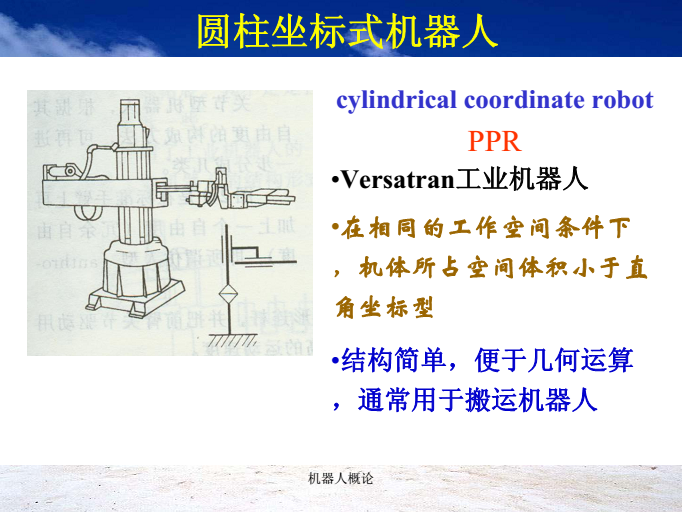 圆柱坐标式机器人
cylindrical coordinate robot
PPR
•Versatran工业机器人
•在相同的工作空间条件下
，机体所占空间体积小于直
角坐标型
•结构简单，便于几何运算
，通常用于搬运机器人
机器人概论